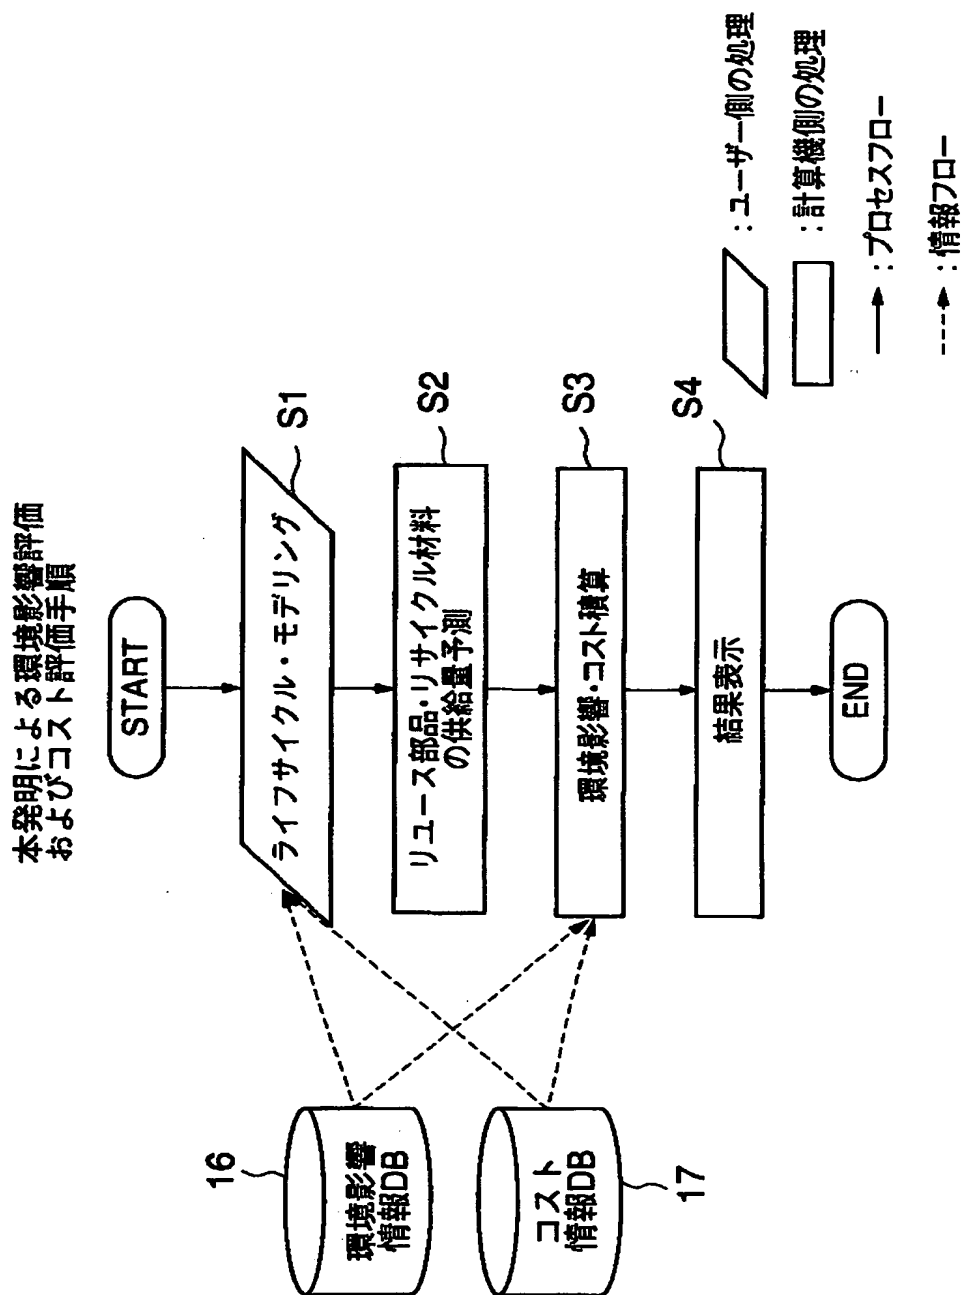 本発明による環境影響評価
およびコスト評価手順
START
ライフサイクル・モデリング
S1
リユース部品・リサイクル材料
の供給量予測
S2
環境影響・コスト積算
S3
結果表示
S4
END
16
環境影響
情報DB
コスト
情報DB
17
：ユーザー側の処理
：計算機側の処理
：プロセスフロー
：情報フロー